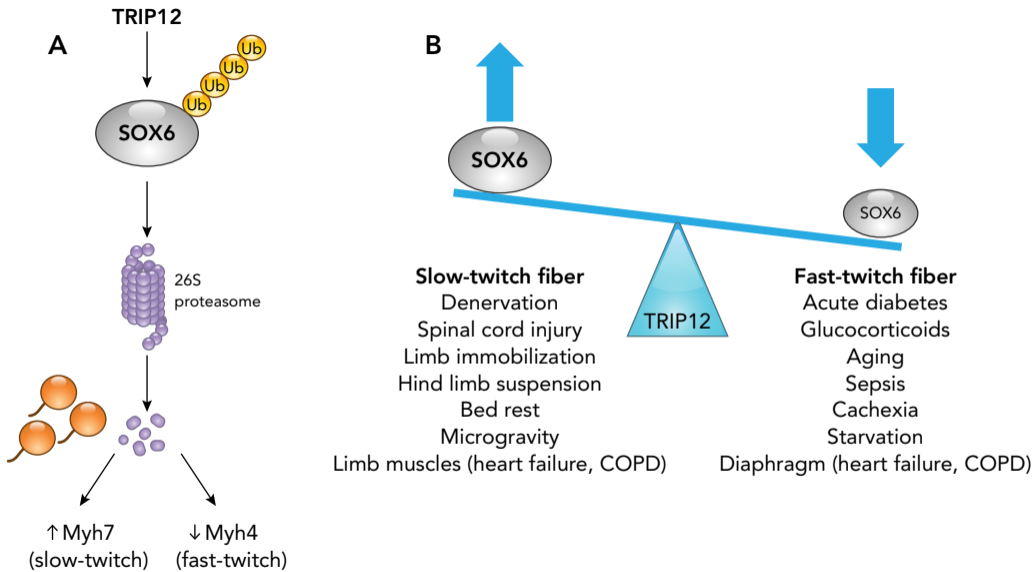 TRIP12
A
Ub
Ub
Ub
Ub
SOX6
26S
proteasome
↑ Myh7
(slow-twitch)
↓ Myh4
(fast-twitch)
B
SOX6
SOX6
TRIP12
Slow-twitch fiber
Denervation
Spinal cord injury
Limb immobilization
Hind limb suspension
Bed rest
Microgravity
Limb muscles (heart failure, COPD)
Fast-twitch fiber
Acute diabetes
Glucocorticoids
Aging
Sepsis
Cachexia
Starvation
Diaphragm (heart failure, COPD)